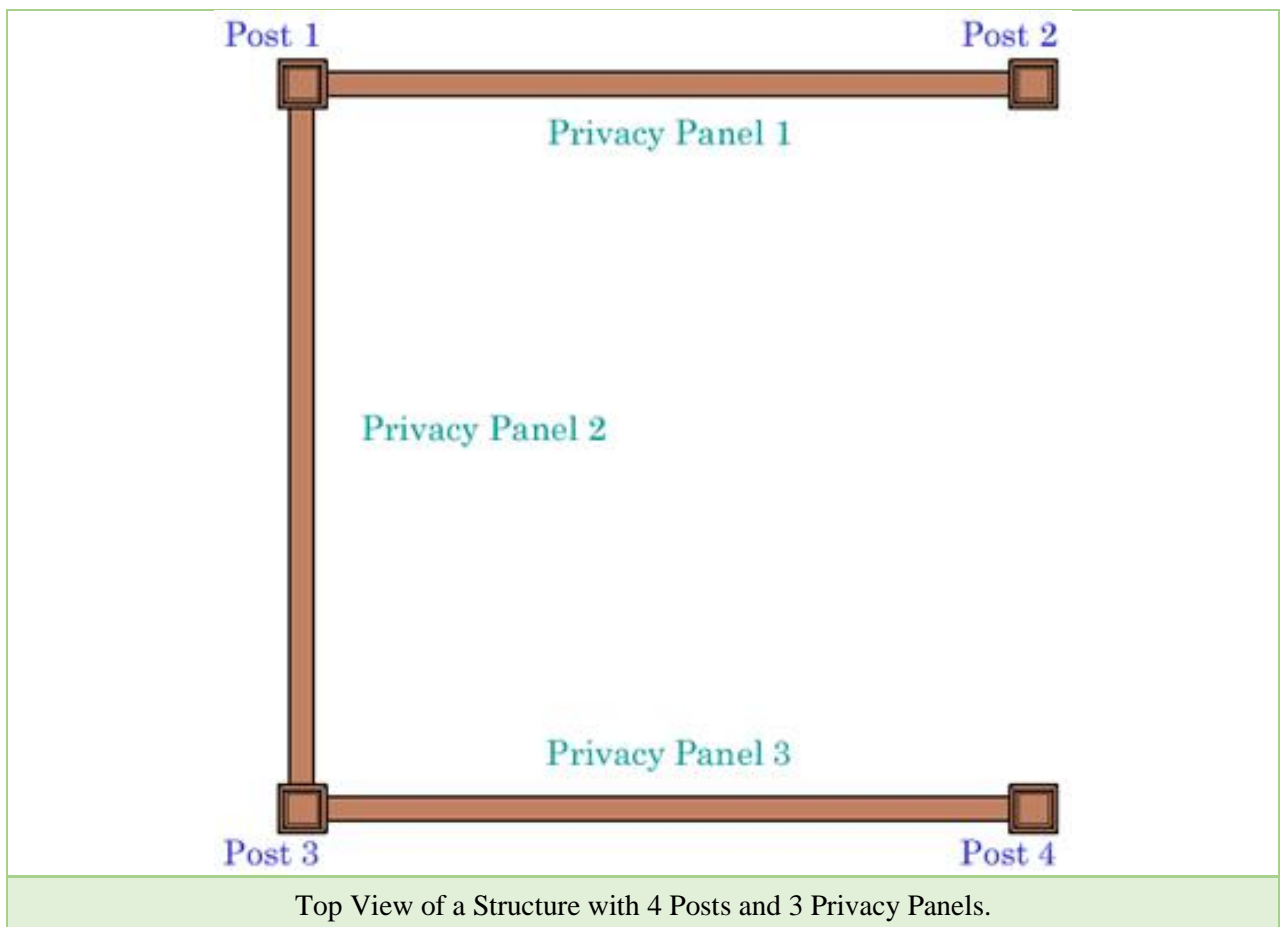 Post 1
Post 2
Privacy Panel 1
Privacy Panel 2
Privacy Panel 3
Post 3
Post 4
Top View of a Structure with 4 Posts and 3 Privacy Panels.